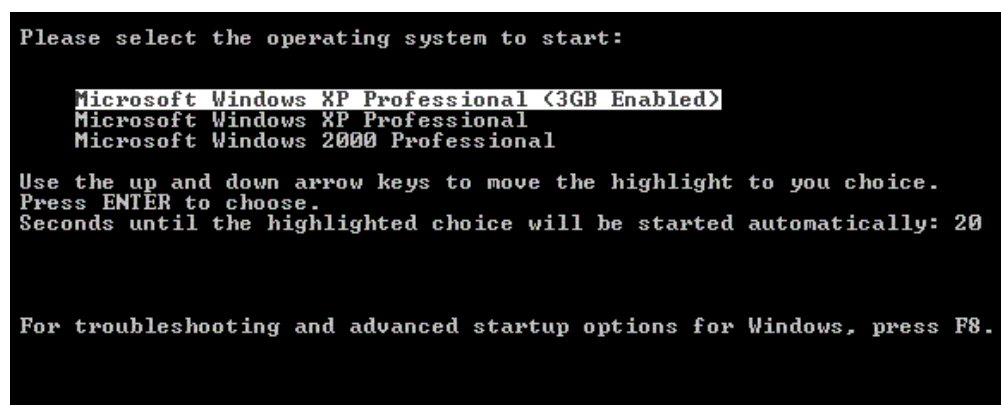 Please select the operating system to start:
Microsoft Windows XP Professional (3GB Enabled)
Microsoft Windows XP Professional
Microsoft Windows 2000 Professional
Use the up and down arrow keys to move the highlight to you choice.
Press ENTER to choose.
Seconds until the highlighted choice will be started automatically: 20
For troubleshooting and advanced startup options for Windows, press F8.